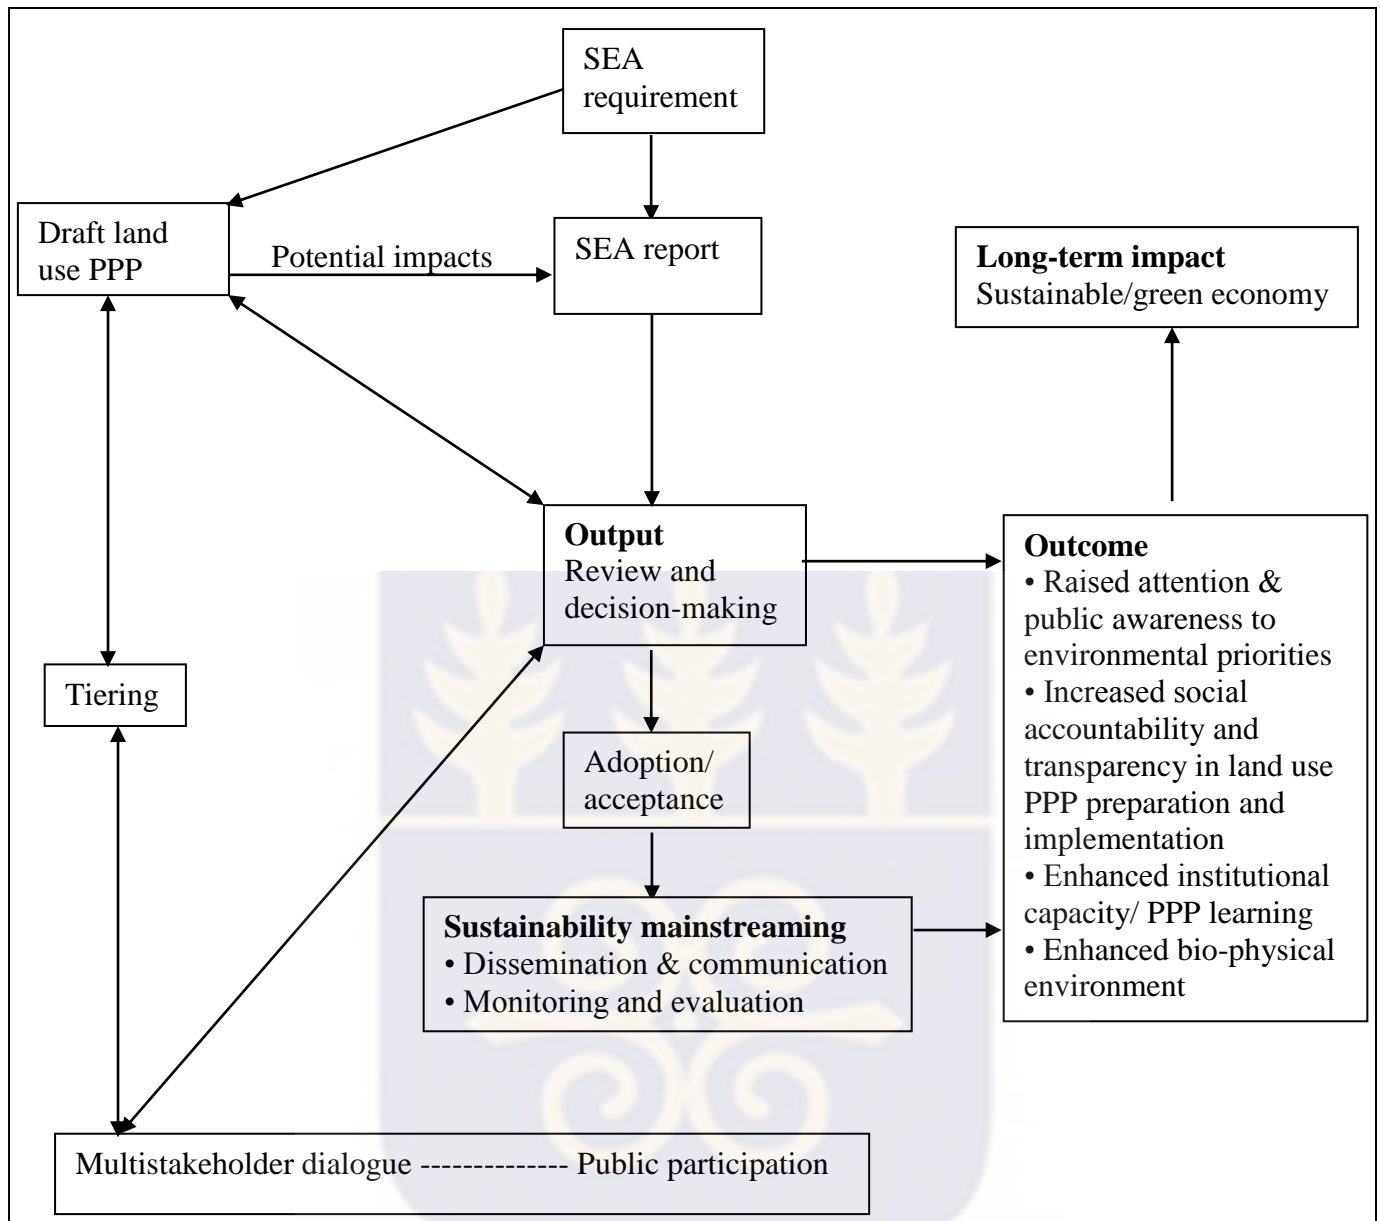 SEA
requirement
Draft land
use PPP
Potential impacts
SEA report
Long-term impact
Sustainable/green economy
Output
Review and
decision-making
Outcome
• Raised attention &
public awareness to
environmental priorities
• Increased social
accountability and
transparency in land use
PPP preparation and
implementation
• Enhanced institutional
capacity/ PPP learning
• Enhanced bio-physical
environment
Tiering
Adoption/
acceptance
Sustainability mainstreaming
• Dissemination & communication
• Monitoring and evaluation
Multistakeholder dialogue -------------- Public participation